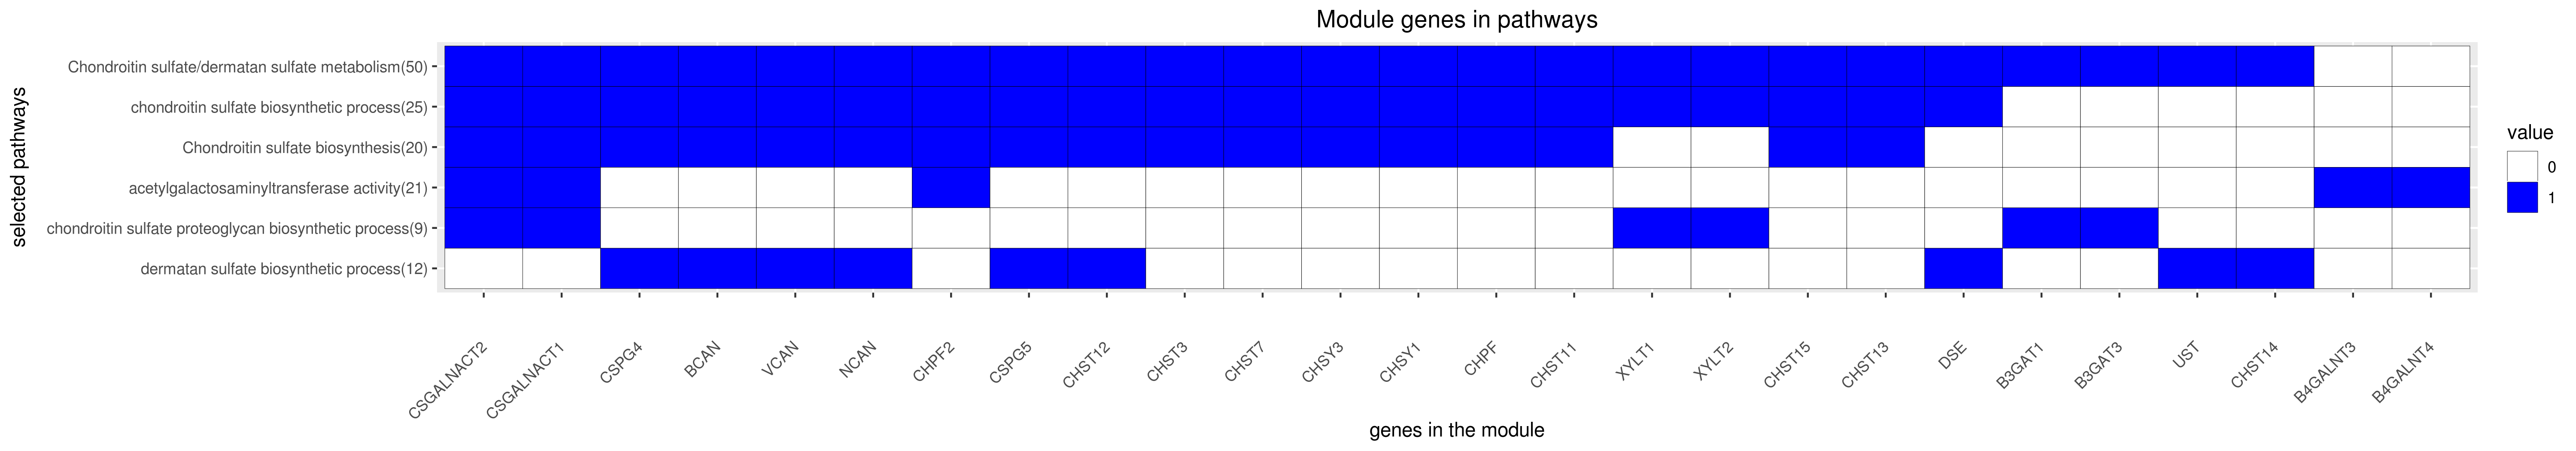 Module genes in pathways
selected pathways
Chondroitin sulfate/dermatan sulfate metabolism(50)
chondroitin sulfate biosynthetic process(25)
Chondroitin sulfate biosynthesis(20)
acetylgalactosaminyltransferase activity(21)
chondroitin sulfate proteoglycan biosynthetic process(9)
dermatan sulfate biosynthetic process(12)
value
0
1
CSGALNACT2
CSGALNACT1
CSPG4
BCAN
VCAN
NCAN
CHPF2
CSPG5
CHST12
CHST3
CHST7
CHSY3
CHSY1
CHPF
CHST11
XYLT1
XYLT2
CHST15
CHST13
DSE
B3GAT1
B3GAT3
UST
CHST14
B4GALNT3
B4GALNT4
genes in the module